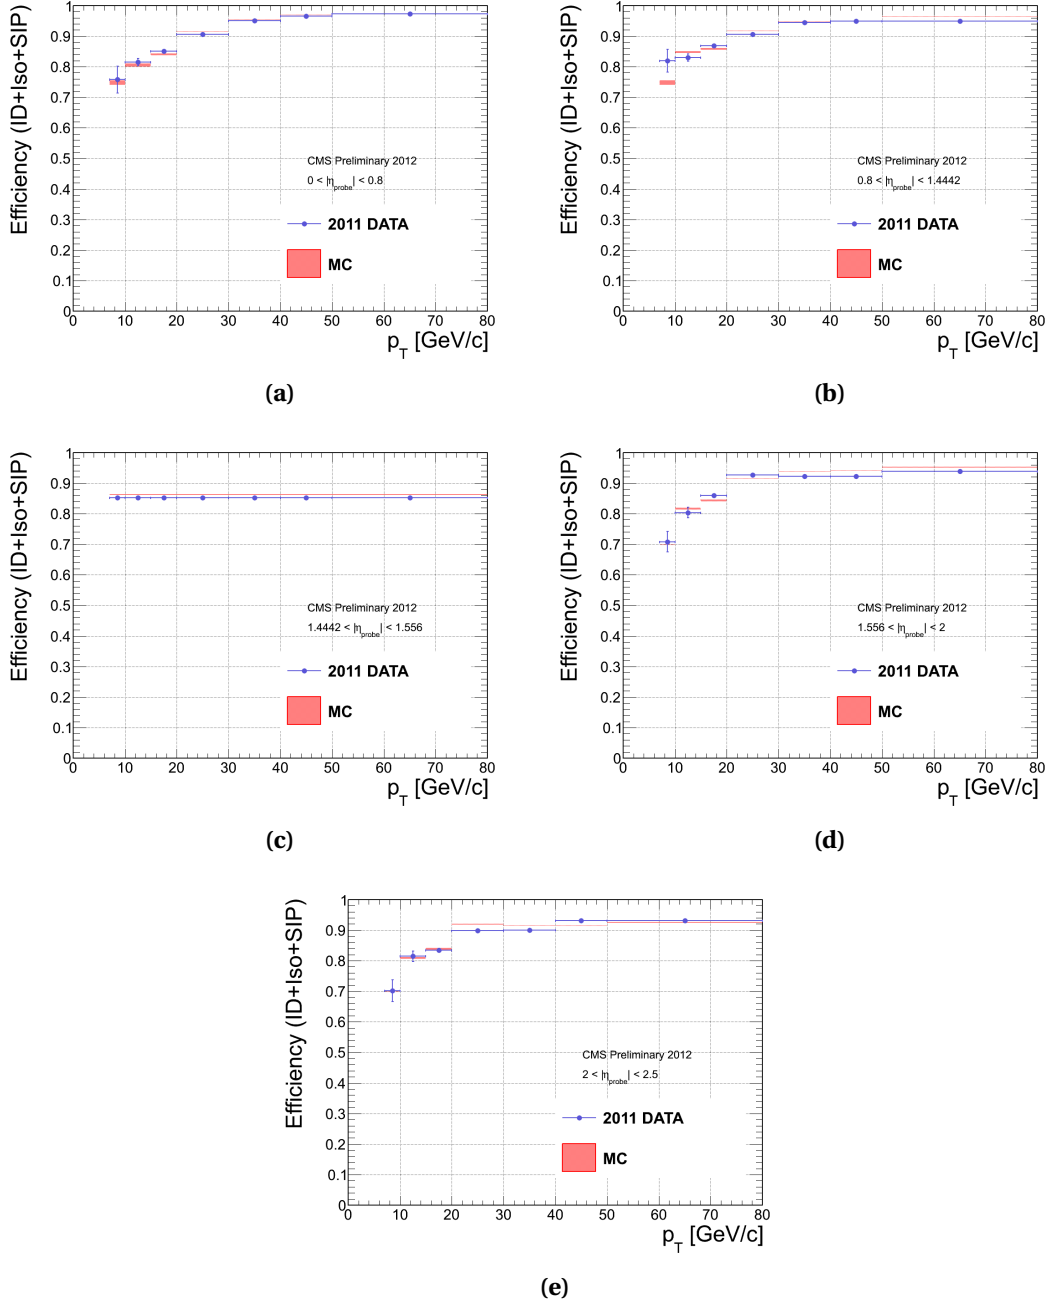 Efficiency (ID+Iso+SIP)
1
0.9
0.8
0.7
0.6
0.5
0.4
0.3
0.2
0.1
0
CMS Preliminary 2012
0 < |η_probe| < 0.8
2011 DATA
MC
0 10 20 30 40 50 60 70 80
p_T [GeV/c]
(a)
Efficiency (ID+Iso+SIP)
1
0.9
0.8
0.7
0.6
0.5
0.4
0.3
0.2
0.1
0
CMS Preliminary 2012
0.8 < |η_probe| < 1.4442
2011 DATA
MC
0 10 20 30 40 50 60 70 80
p_T [GeV/c]
(b)
Efficiency (ID+Iso+SIP)
1
0.9
0.8
0.7
0.6
0.5
0.4
0.3
0.2
0.1
0
CMS Preliminary 2012
1.4442 < |η_probe| < 1.556
2011 DATA
MC
0 10 20 30 40 50 60 70 80
p_T [GeV/c]
(c)
Efficiency (ID+Iso+SIP)
1
0.9
0.8
0.7
0.6
0.5
0.4
0.3
0.2
0.1
0
CMS Preliminary 2012
1.556 < |η_probe| < 2
2011 DATA
MC
0 10 20 30 40 50 60 70 80
p_T [GeV/c]
(d)
Efficiency (ID+Iso+SIP)
1
0.9
0.8
0.7
0.6
0.5
0.4
0.3
0.2
0.1
0
CMS Preliminary 2012
2 < |η_probe| < 2.5
2011 DATA
MC
0 10 20 30 40 50 60 70 80
p_T [GeV/c]
(e)